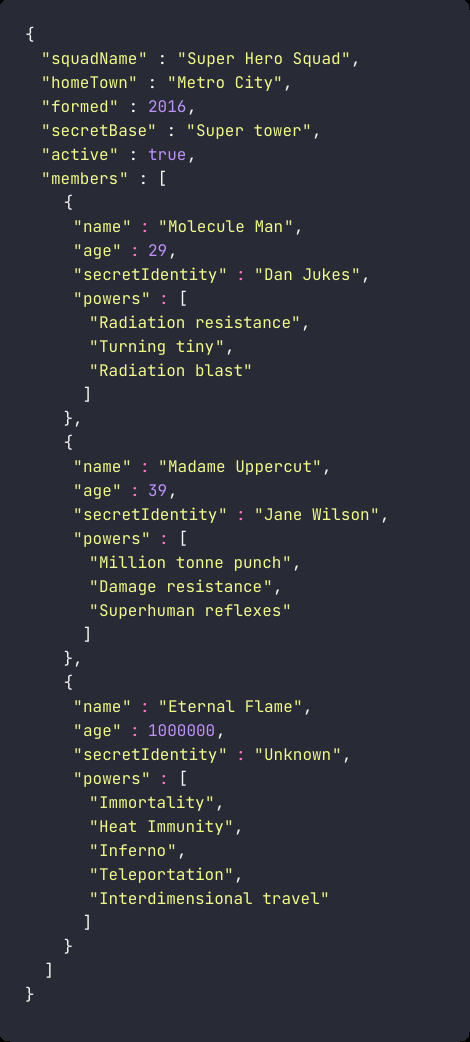 {
"squadName" : "Super Hero Squad",
"homeTown" : "Metro City",
"formed" : 2016,
"secretBase" : "Super tower",
"active" : true,
"members" : [
{
"name" : "Molecule Man",
"age" : 29,
"secretIdentity" : "Dan Jukes",
"powers" : [
"Radiation resistance",
"Turning tiny",
"Radiation blast"
]
},
{
"name" : "Madame Uppercut",
"age" : 39,
"secretIdentity" : "Jane Wilson",
"powers" : [
"Million tonne punch",
"Damage resistance",
"Superhuman reflexes"
]
},
{
"name" : "Eternal Flame",
"age" : 1000000,
"secretIdentity" : "Unknown",
"powers" : [
"Immortality",
"Heat Immunity",
"Inferno",
"Teleportation",
"Interdimensional travel"
]
}
]
}